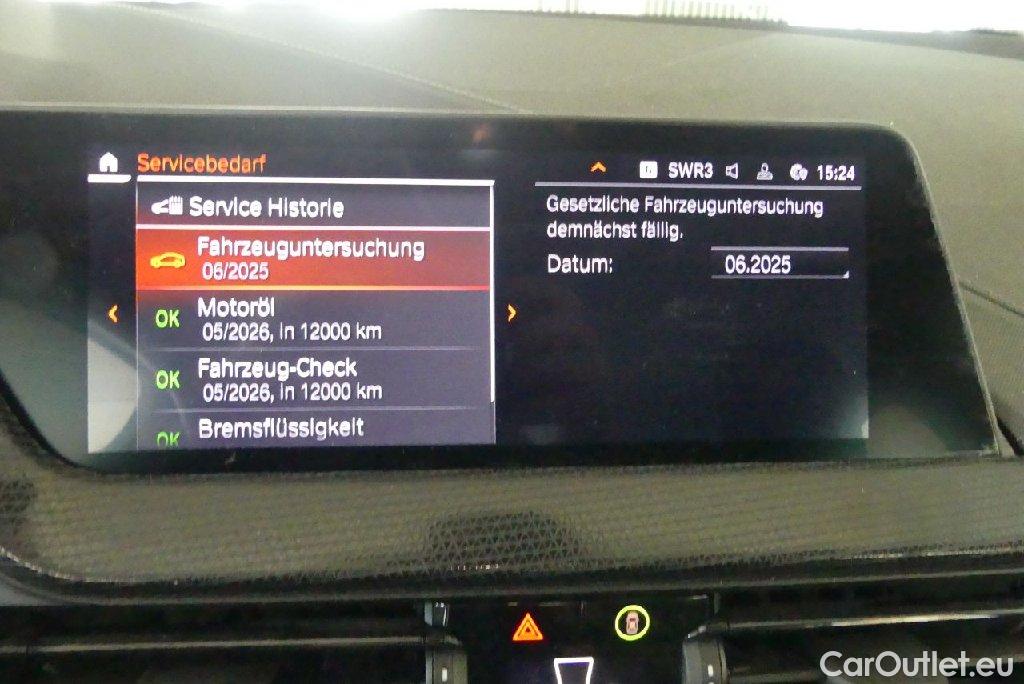 Servicebedarf
SWR3
15:24
Service Historie
Fahrzeuguntersuchung
06/2025
OK
Motoröl
05/2026, in 12000 km
OK
Fahrzeug-Check
05/2026, in 12000 km
OK
Bremsflüssigkeit
Gesetzliche Fahrzeuguntersuchung
demnächst fällig.
Datum: 06.2025
CarOutlet.eu